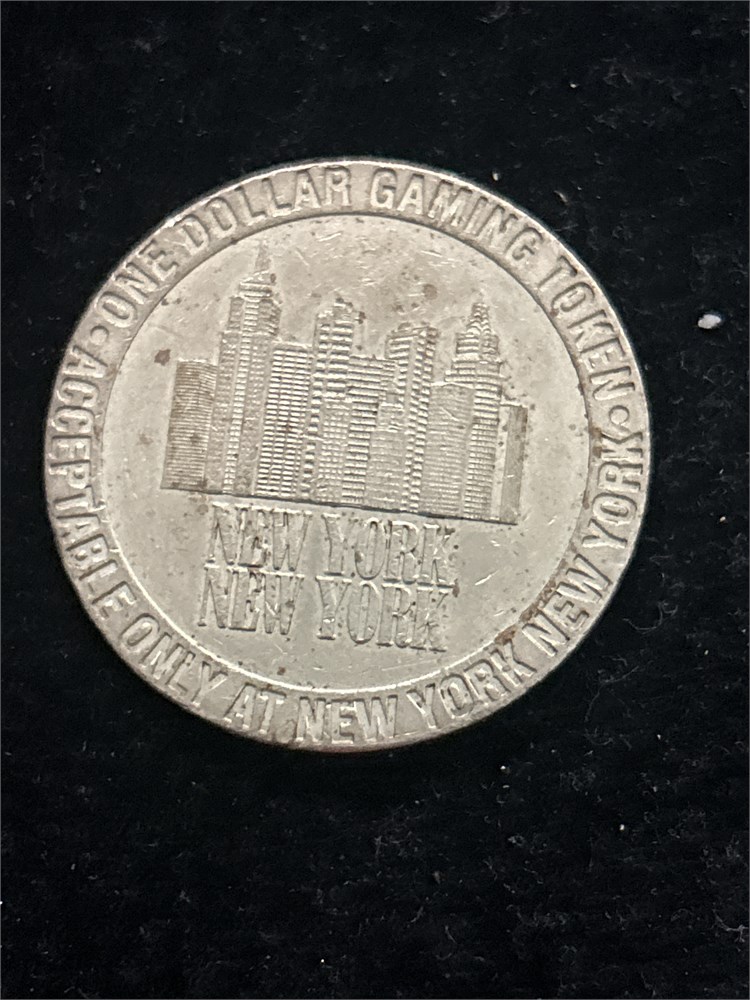 • ONE DOLLAR GAMING TOKEN •
NEW YORK
NEW YORK
ACCEPTABLE ONLY AT NEW YORK NEW YORK